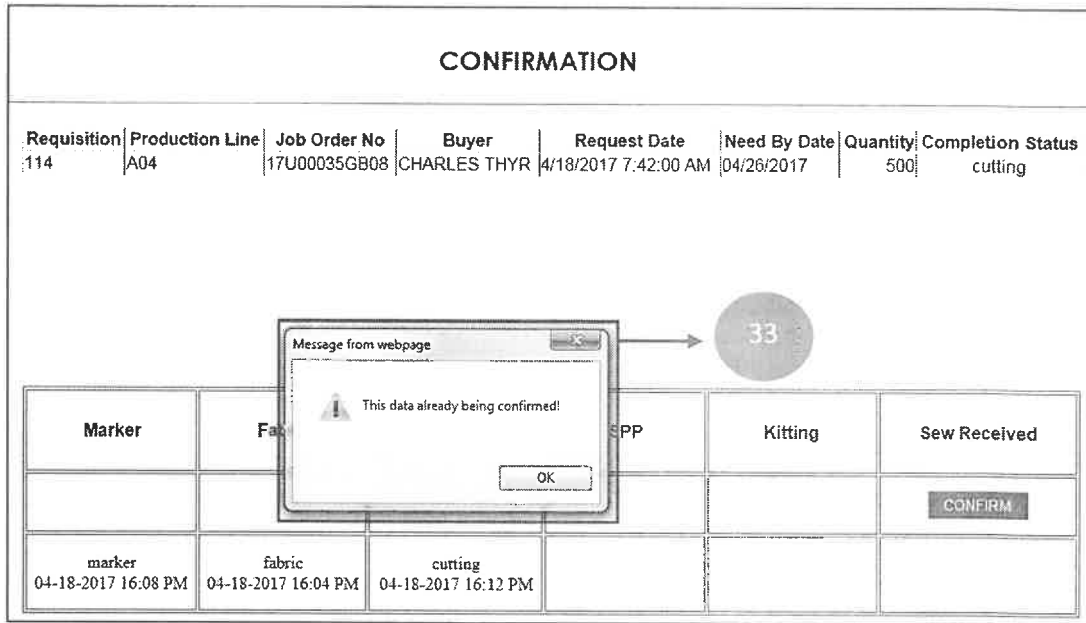 CONFIRMATION
Requisition Production Line Job Order No Buyer Request Date Need By Date Quantity Completion Status
114 A04 17U00035GB08 CHARLES THYR 4/18/2017 7:42:00 AM 04/26/2017 500 cutting
33
Message from webpage
This data already being confirmed!
OK
Marker Kitting Sew Received
CONFIRM
marker fabric cutting
04-18-2017 16:08 PM 04-18-2017 16:04 PM 04-18-2017 16:12 PM